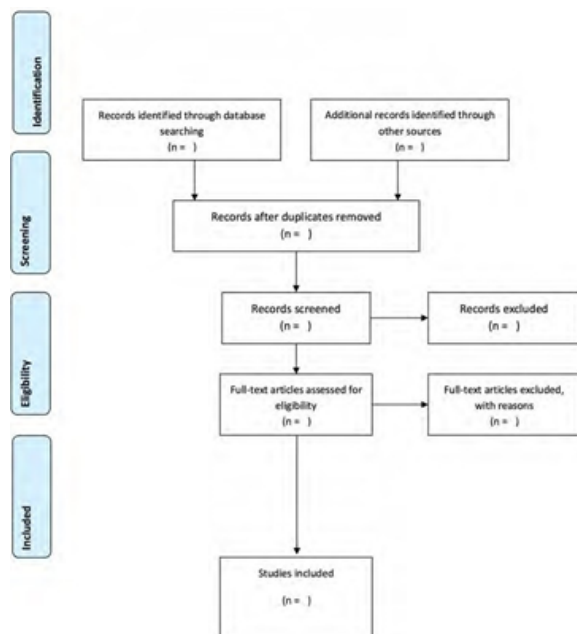 Identification
Records identified through database
searching
(n =   )
Additional records identified through
other sources
(n =   )
Screening
Records after duplicates removed
(n =   )
Records screened
(n =   )
Records excluded
(n =   )
Eligibility
Full-text articles assessed for
eligibility
(n =   )
Full-text articles excluded,
with reasons
(n =   )
Included
Studies included
(n =   )